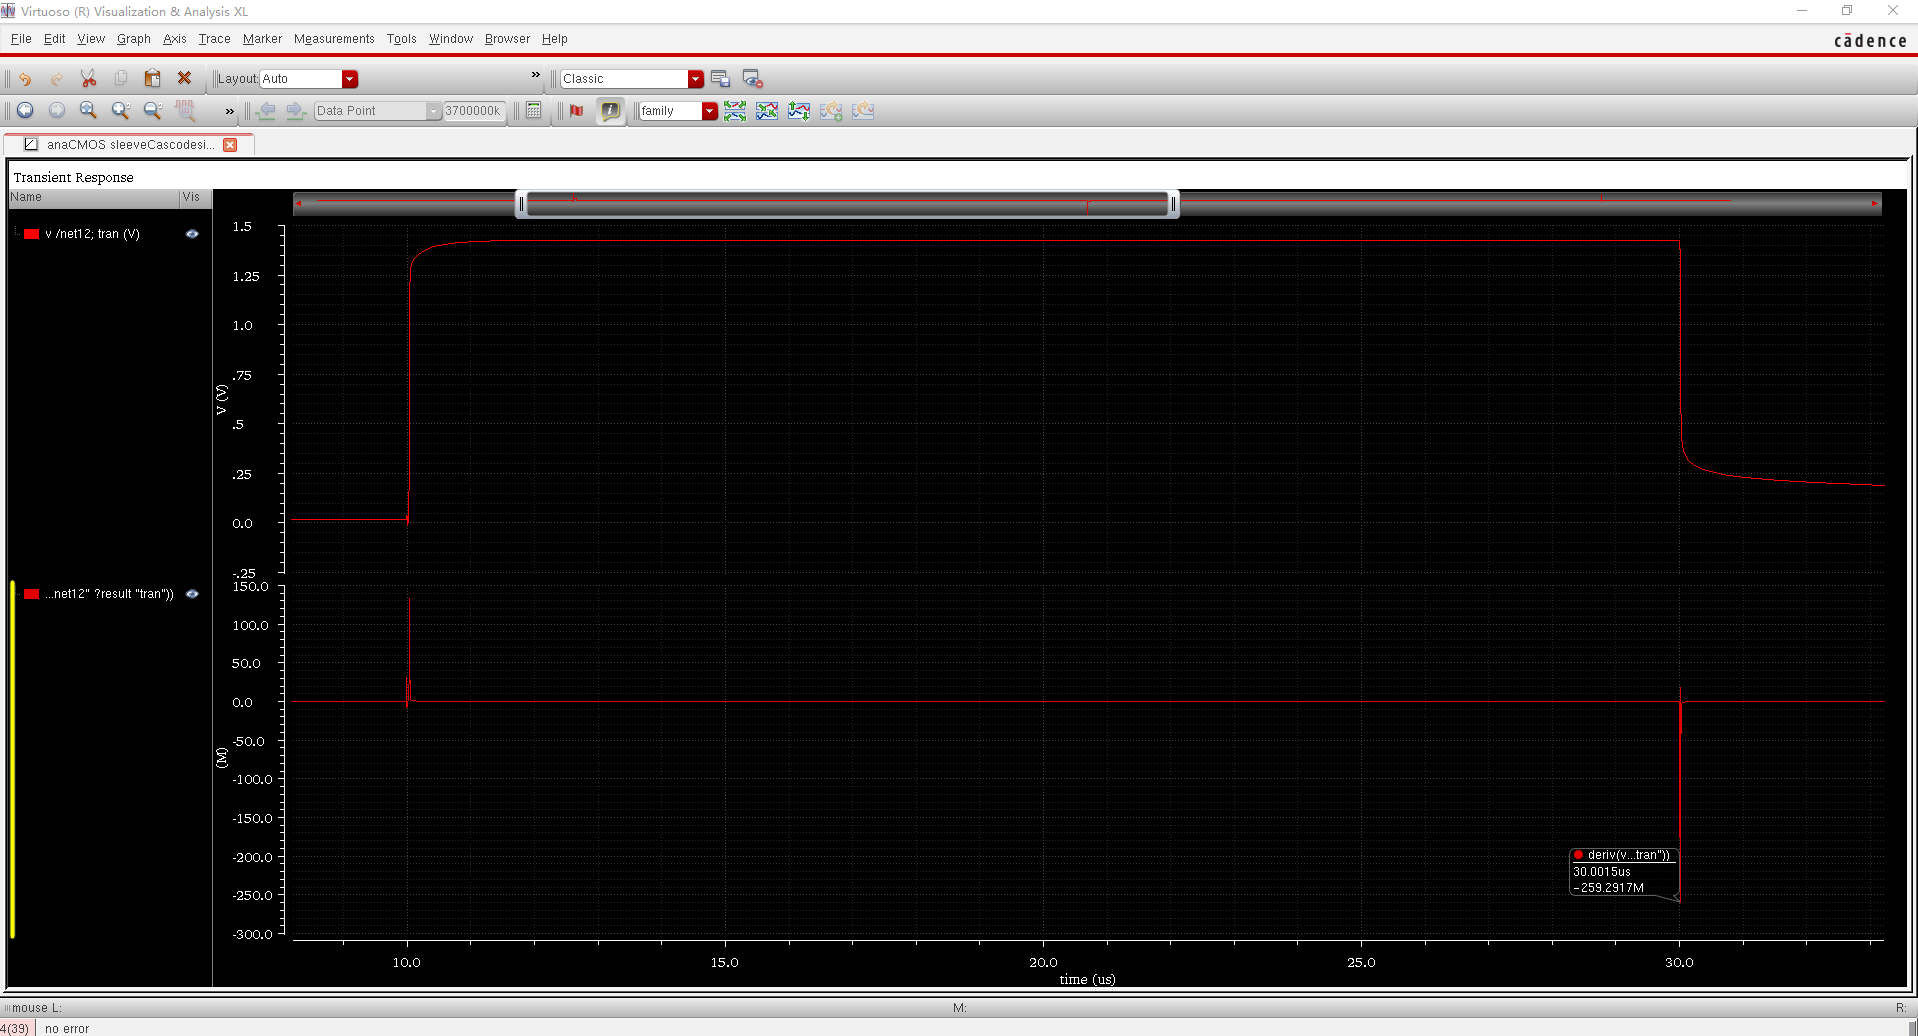 Virtuoso (R) Visualization & Analysis XL
File Edit View Graph Axis Trace Marker Measurements Tools Window Browser Help
cādence
Layout: Auto
» Classic
» Data Point 3700000k family
anaCMOS sleeveCascodesi...
Transient Response
Name Vis
v /net12; tran (V)
1.5
1.25
1.0
.75
.5
.25
0.0
-.25
V (V)
...net12" ?result "tran"))
150.0
100.0
50.0
0.0
-50.0
-100.0
-150.0
-200.0
-250.0
-300.0
(M)
deriv(v...tran"))
30.0015us
-259.2917M
10.0 15.0 20.0 25.0 30.0
time (us)
mouse L: M: R:
4(39) no error